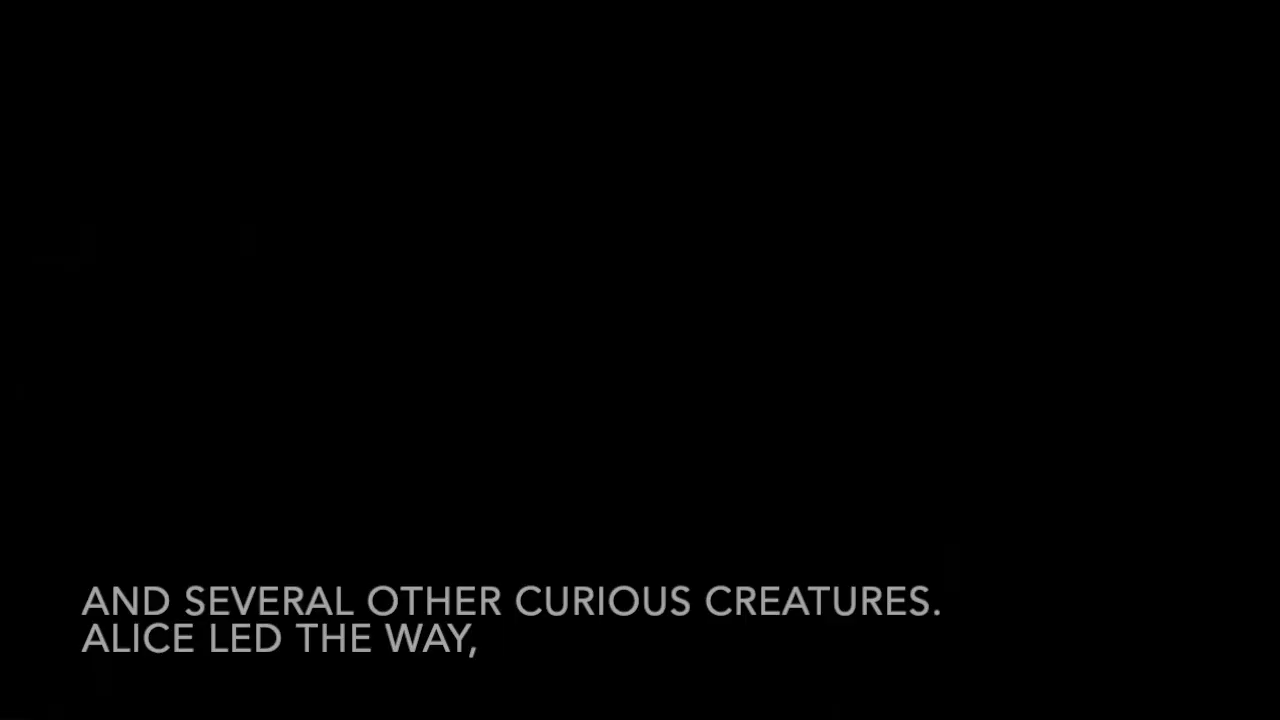 AND SEVERAL OTHER CURIOUS CREATURES.
ALICE LED THE WAY,